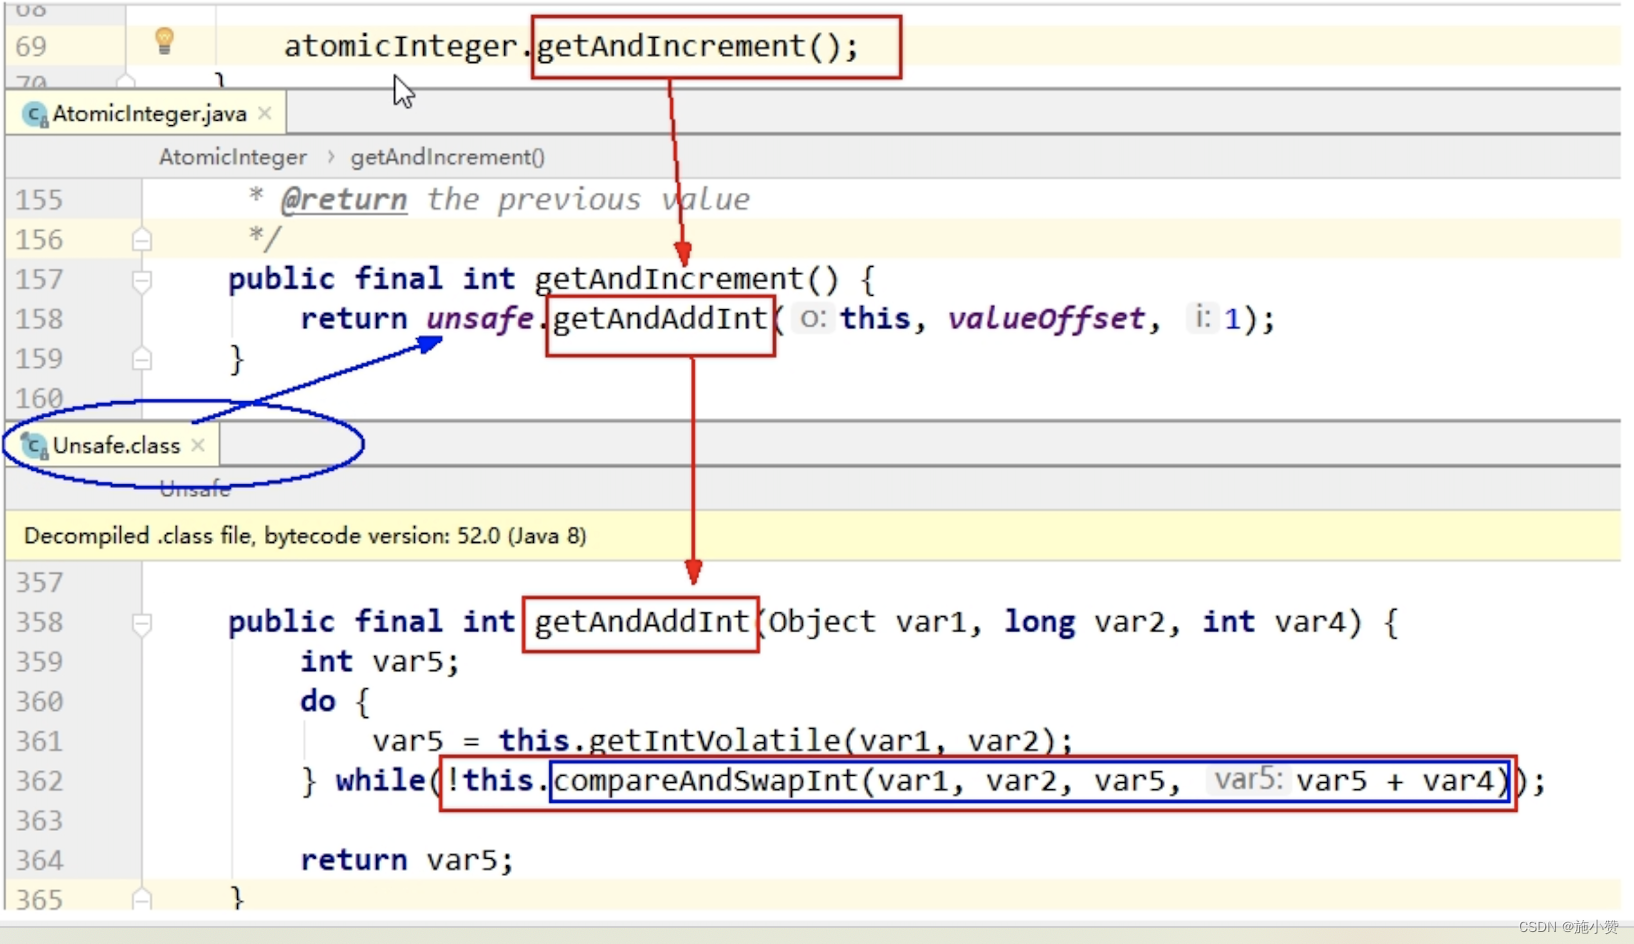 68
69 atomicInteger.getAndIncrement();
70 }
AtomicInteger.java ×
AtomicInteger › getAndIncrement()
155 * @return the previous value
156 */
157 public final int getAndIncrement() {
158 return unsafe.getAndAddInt( o: this, valueOffset, i: 1);
159 }
160
Unsafe.class ×
Unsafe
Decompiled .class file, bytecode version: 52.0 (Java 8)
357
358 public final int getAndAddInt(Object var1, long var2, int var4) {
359 int var5;
360 do {
361 var5 = this.getIntVolatile(var1, var2);
362 } while(!this.compareAndSwapInt(var1, var2, var5, var5: var5 + var4));
363
364 return var5;
365 }
CSDN @施小赞